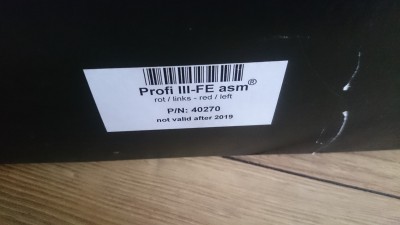 Profi III-FE asm®
rot / links - red / left
P/N: 40270
not valid after 2019